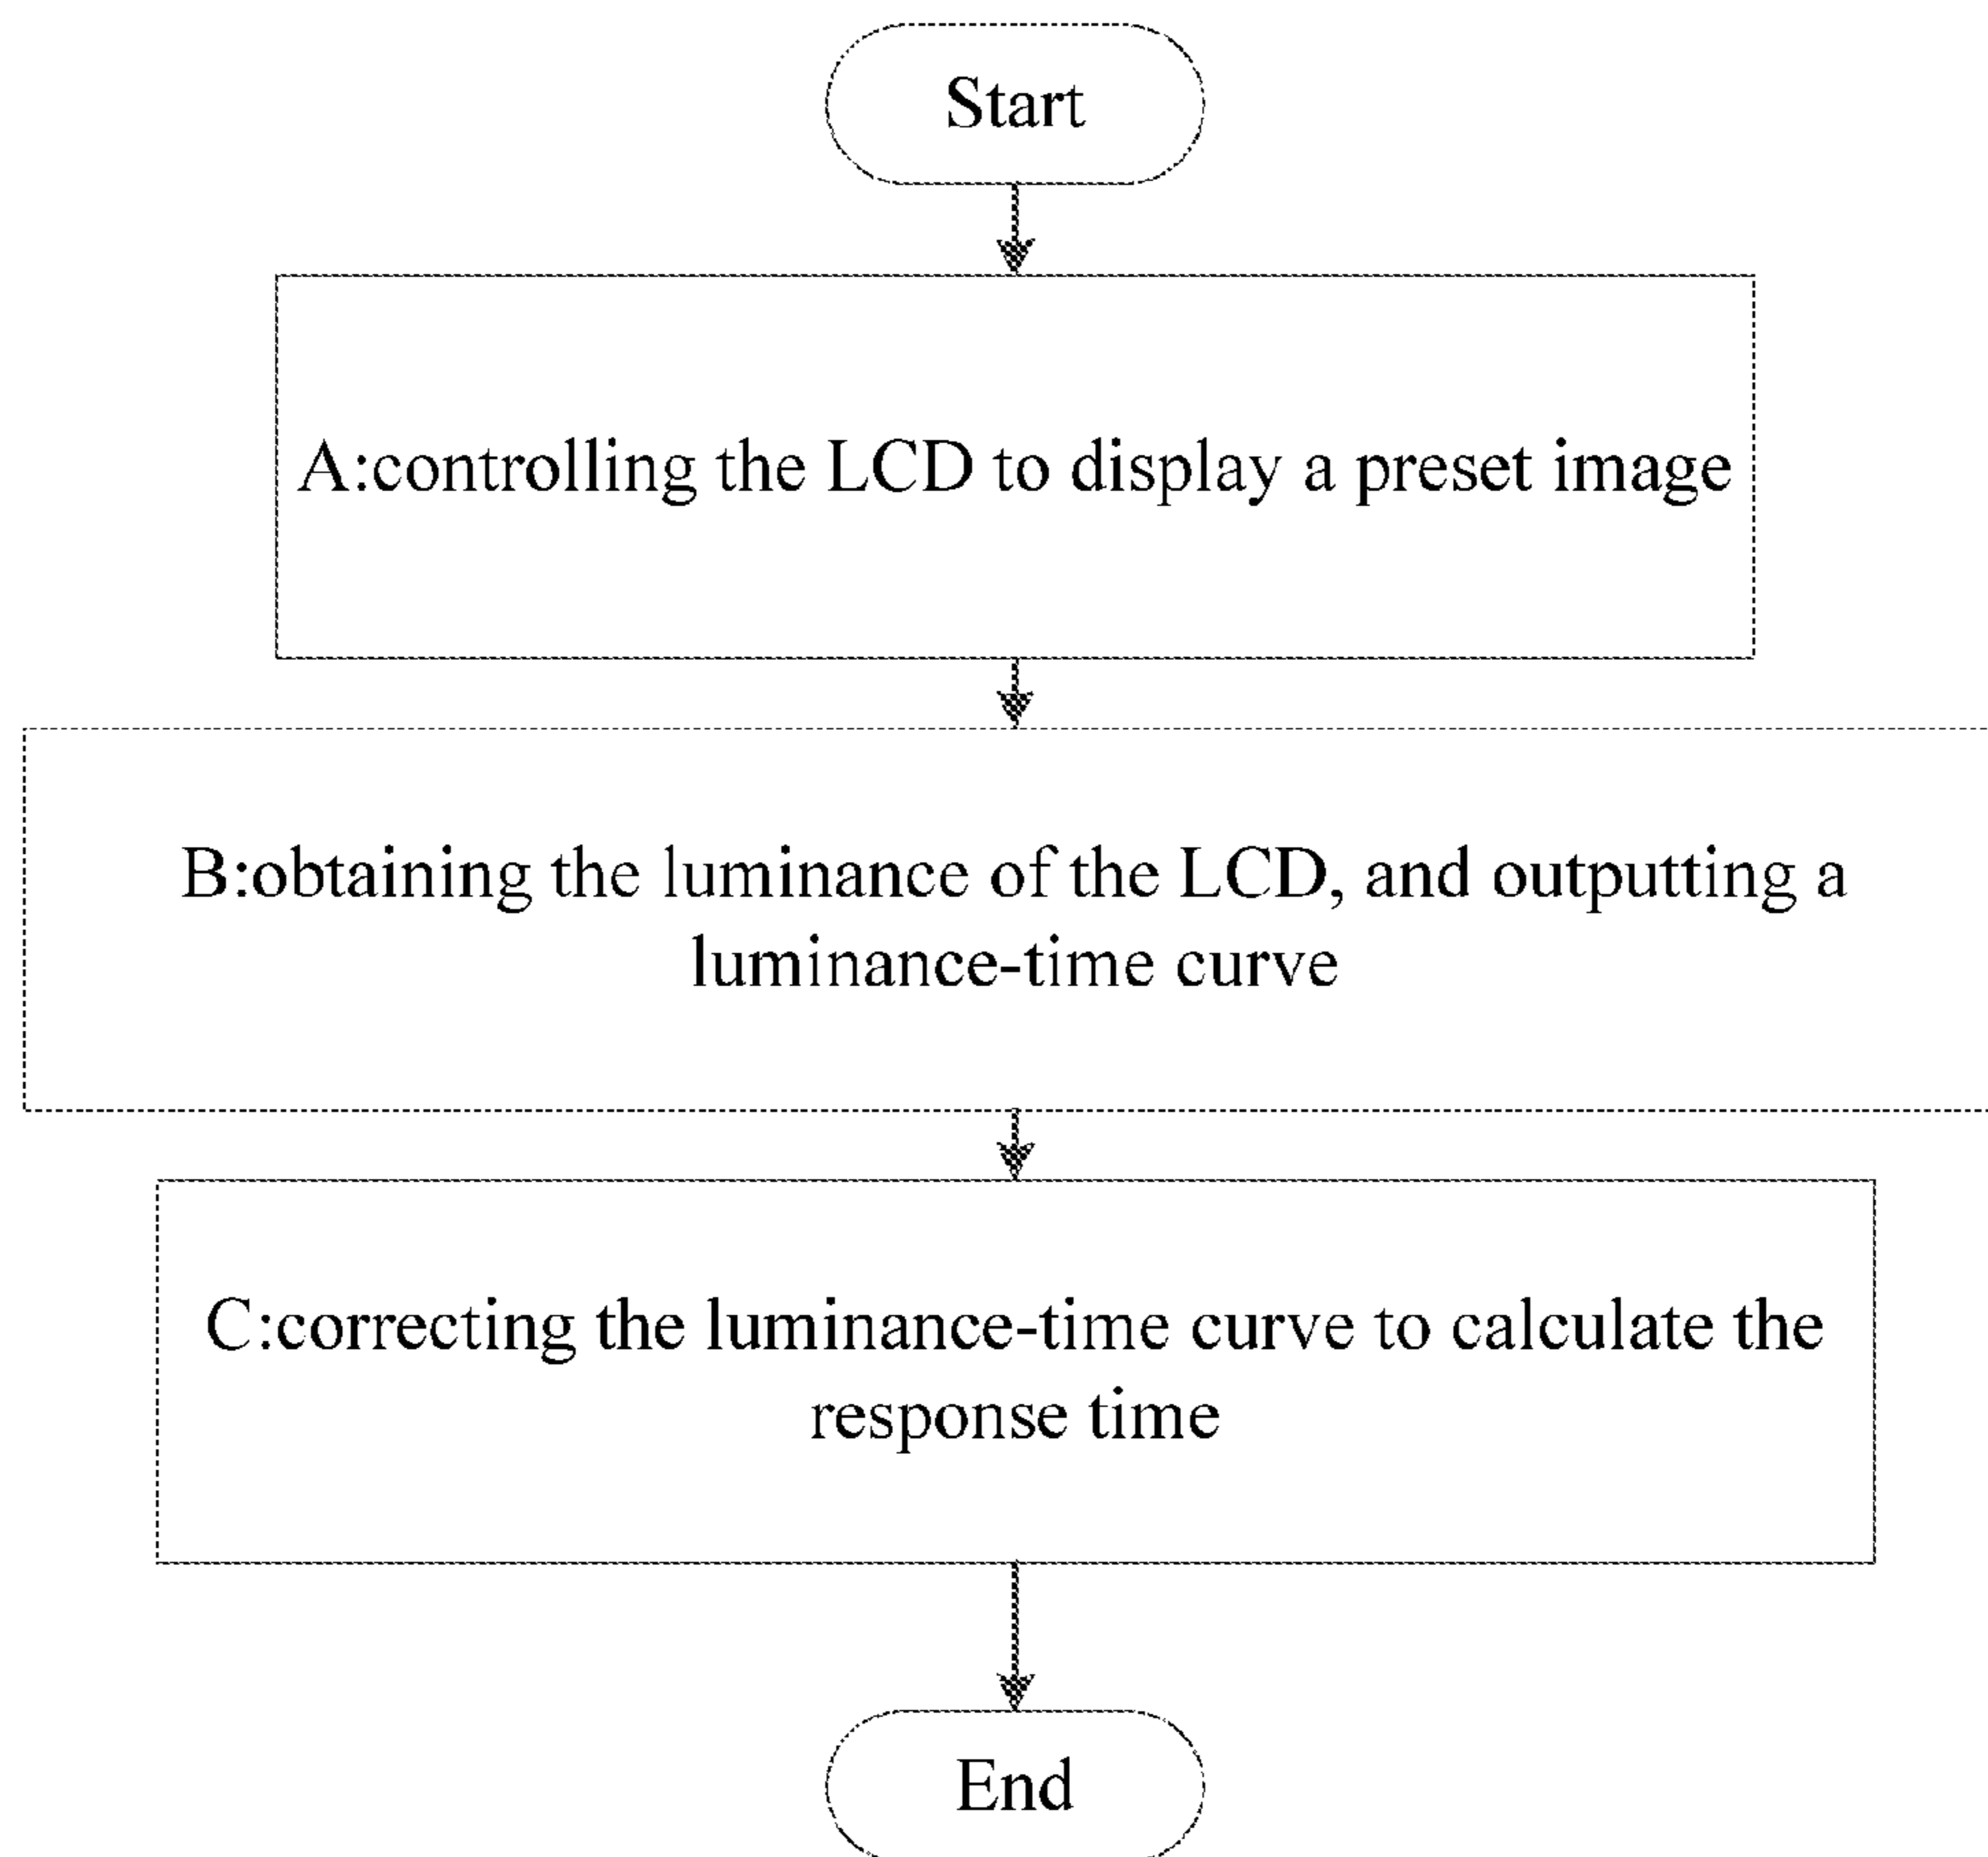 Start
A:controlling the LCD to display a preset image
B:obtaining the luminance of the LCD, and outputting a
luminance-time curve
C:correcting the luminance-time curve to calculate the
response time
End